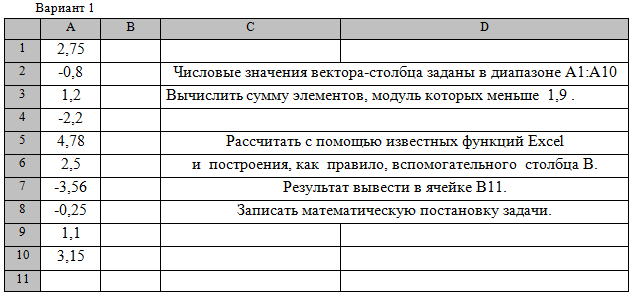 Вариант 1
A B C D
1 2,75
2 -0,8 Числовые значения вектора-столбца заданы в диапазоне A1:A10
3 1,2 Вычислить сумму элементов, модуль которых меньше 1,9 .
4 -2,2
5 4,78 Рассчитать с помощью известных функций Excel
6 2,5 и построения, как правило, вспомогательного столбца B.
7 -3,56 Результат вывести в ячейке B11.
8 -0,25 Записать математическую постановку задачи.
9 1,1
10 3,15
11